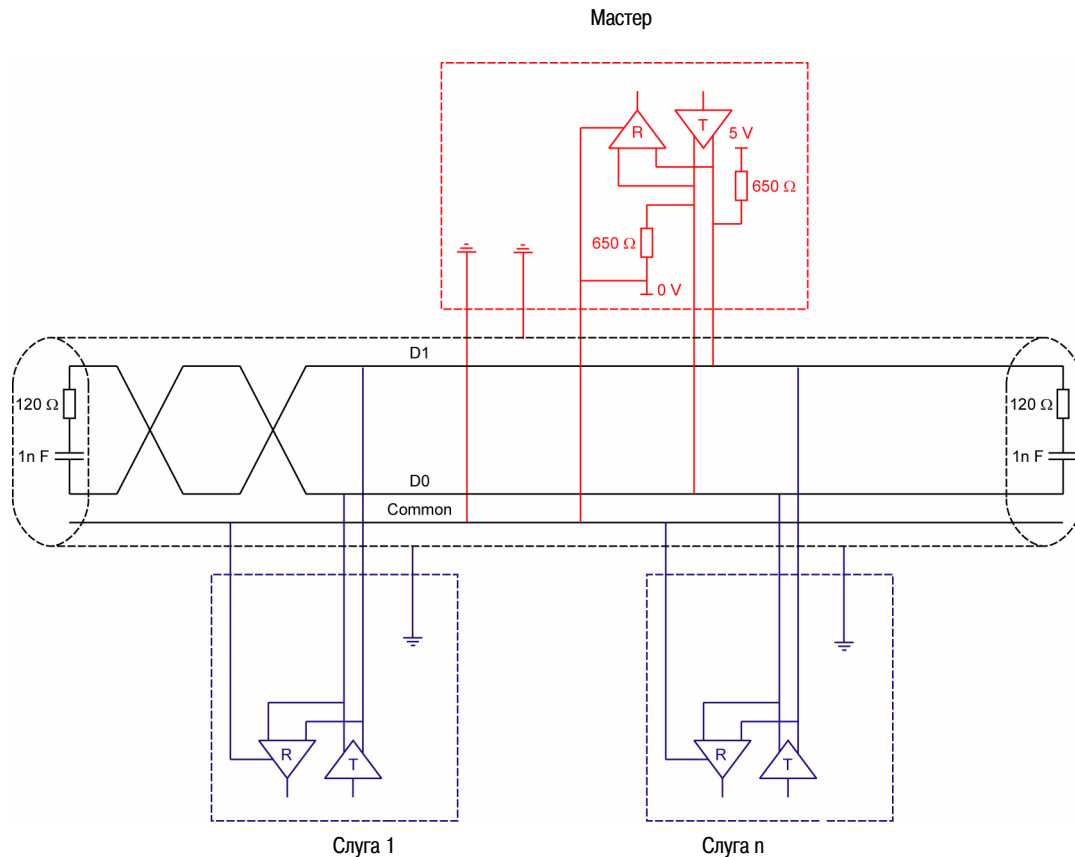 Мастер
R
T
5 V
650 Ω
650 Ω
0 V
D1
120 Ω
1n F
120 Ω
1n F
D0
Common
R
T
R
T
Слуга 1
Слуга n